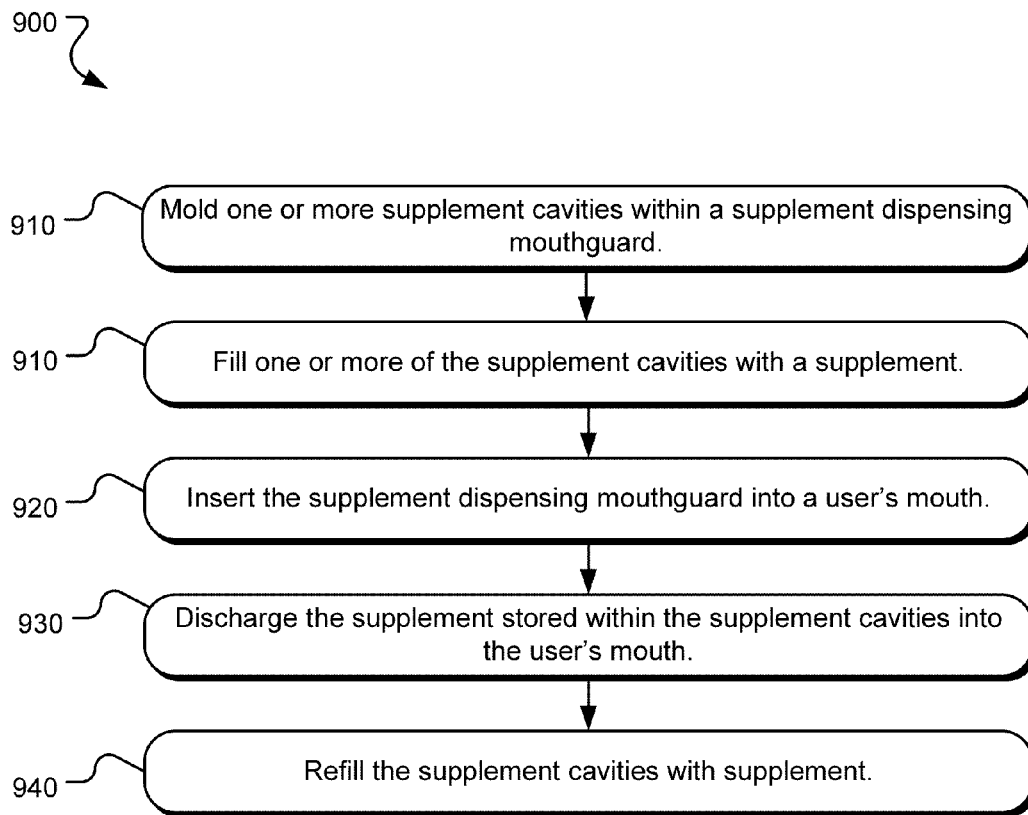 900
910
Mold one or more supplement cavities within a supplement dispensing
mouthguard.
910
Fill one or more of the supplement cavities with a supplement.
920
Insert the supplement dispensing mouthguard into a user's mouth.
930
Discharge the supplement stored within the supplement cavities into
the user's mouth.
940
Refill the supplement cavities with supplement.